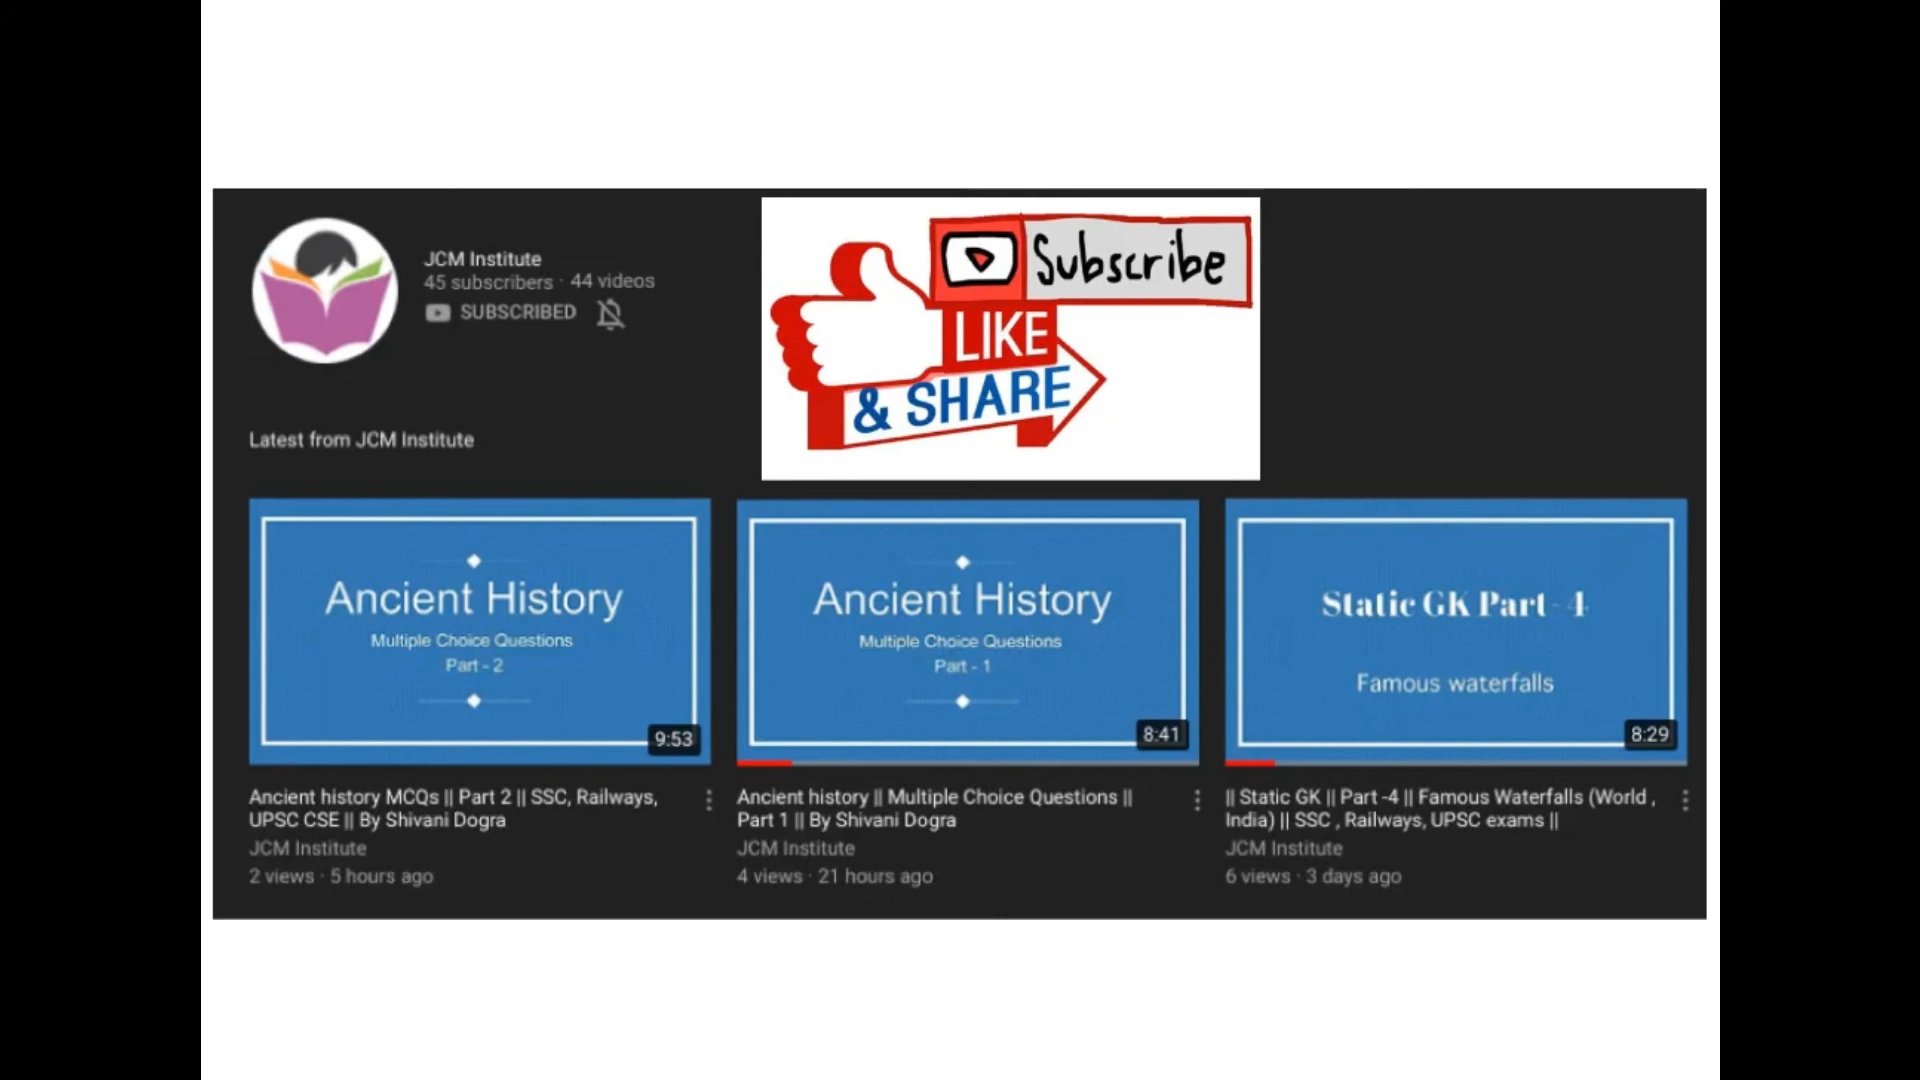 JCM Institute
45 subscribers · 44 videos
SUBSCRIBED
Subscribe
LIKE
& SHARE
Latest from JCM Institute
Ancient History
Multiple Choice Questions
Part - 2
9:53
Ancient history MCQs || Part 2 || SSC, Railways,
UPSC CSE || By Shivani Dogra
JCM Institute
2 views · 5 hours ago
Ancient History
Multiple Choice Questions
Part - 1
8:41
Ancient history || Multiple Choice Questions ||
Part 1 || By Shivani Dogra
JCM Institute
4 views · 21 hours ago
Static GK Part- 4
Famous waterfalls
8:29
|| Static GK || Part -4 || Famous Waterfalls (World ,
India) || SSC , Railways, UPSC exams ||
JCM Institute
6 views · 3 days ago